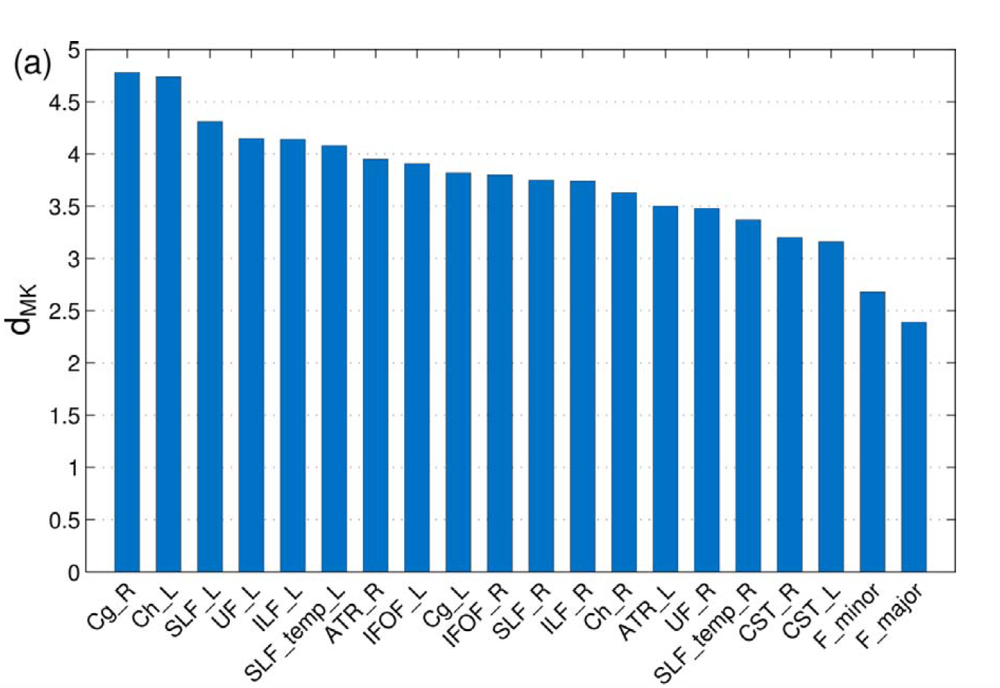 (a)
5
4.5
4
3.5
3
2.5
2
1.5
1
0.5
0
dMK
Cg_R
Ch_L
SLF_L
UF_L
ILF_L
SLF_temp_L
ATR_R
IFOF_L
Cg_L
IFOF_R
SLF_R
ILF_R
Ch_R
ATR_L
UF_R
SLF_temp_R
CST_R
CST_L
F_minor
F_major